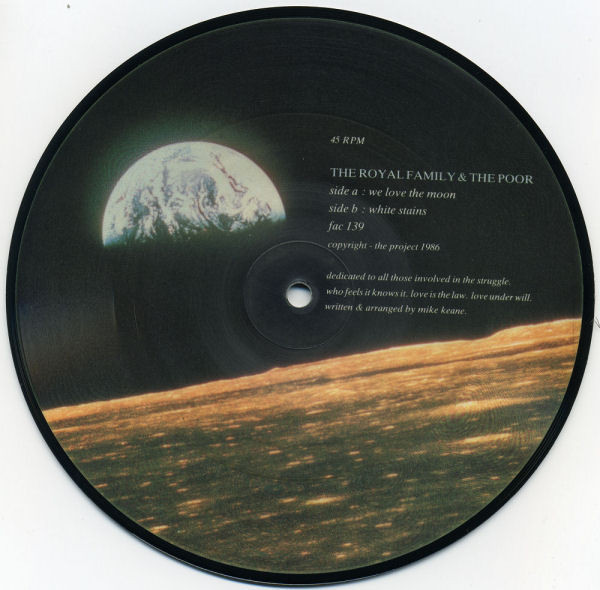 45 RPM
THE ROYAL FAMILY & THE POOR
side a : we love the moon
side b : white stains
fac 139
copyright - the project 1986
dedicated to all those involved in the struggle.
who feels it knows it. love is the law. love under will.
written & arranged by mike keane.